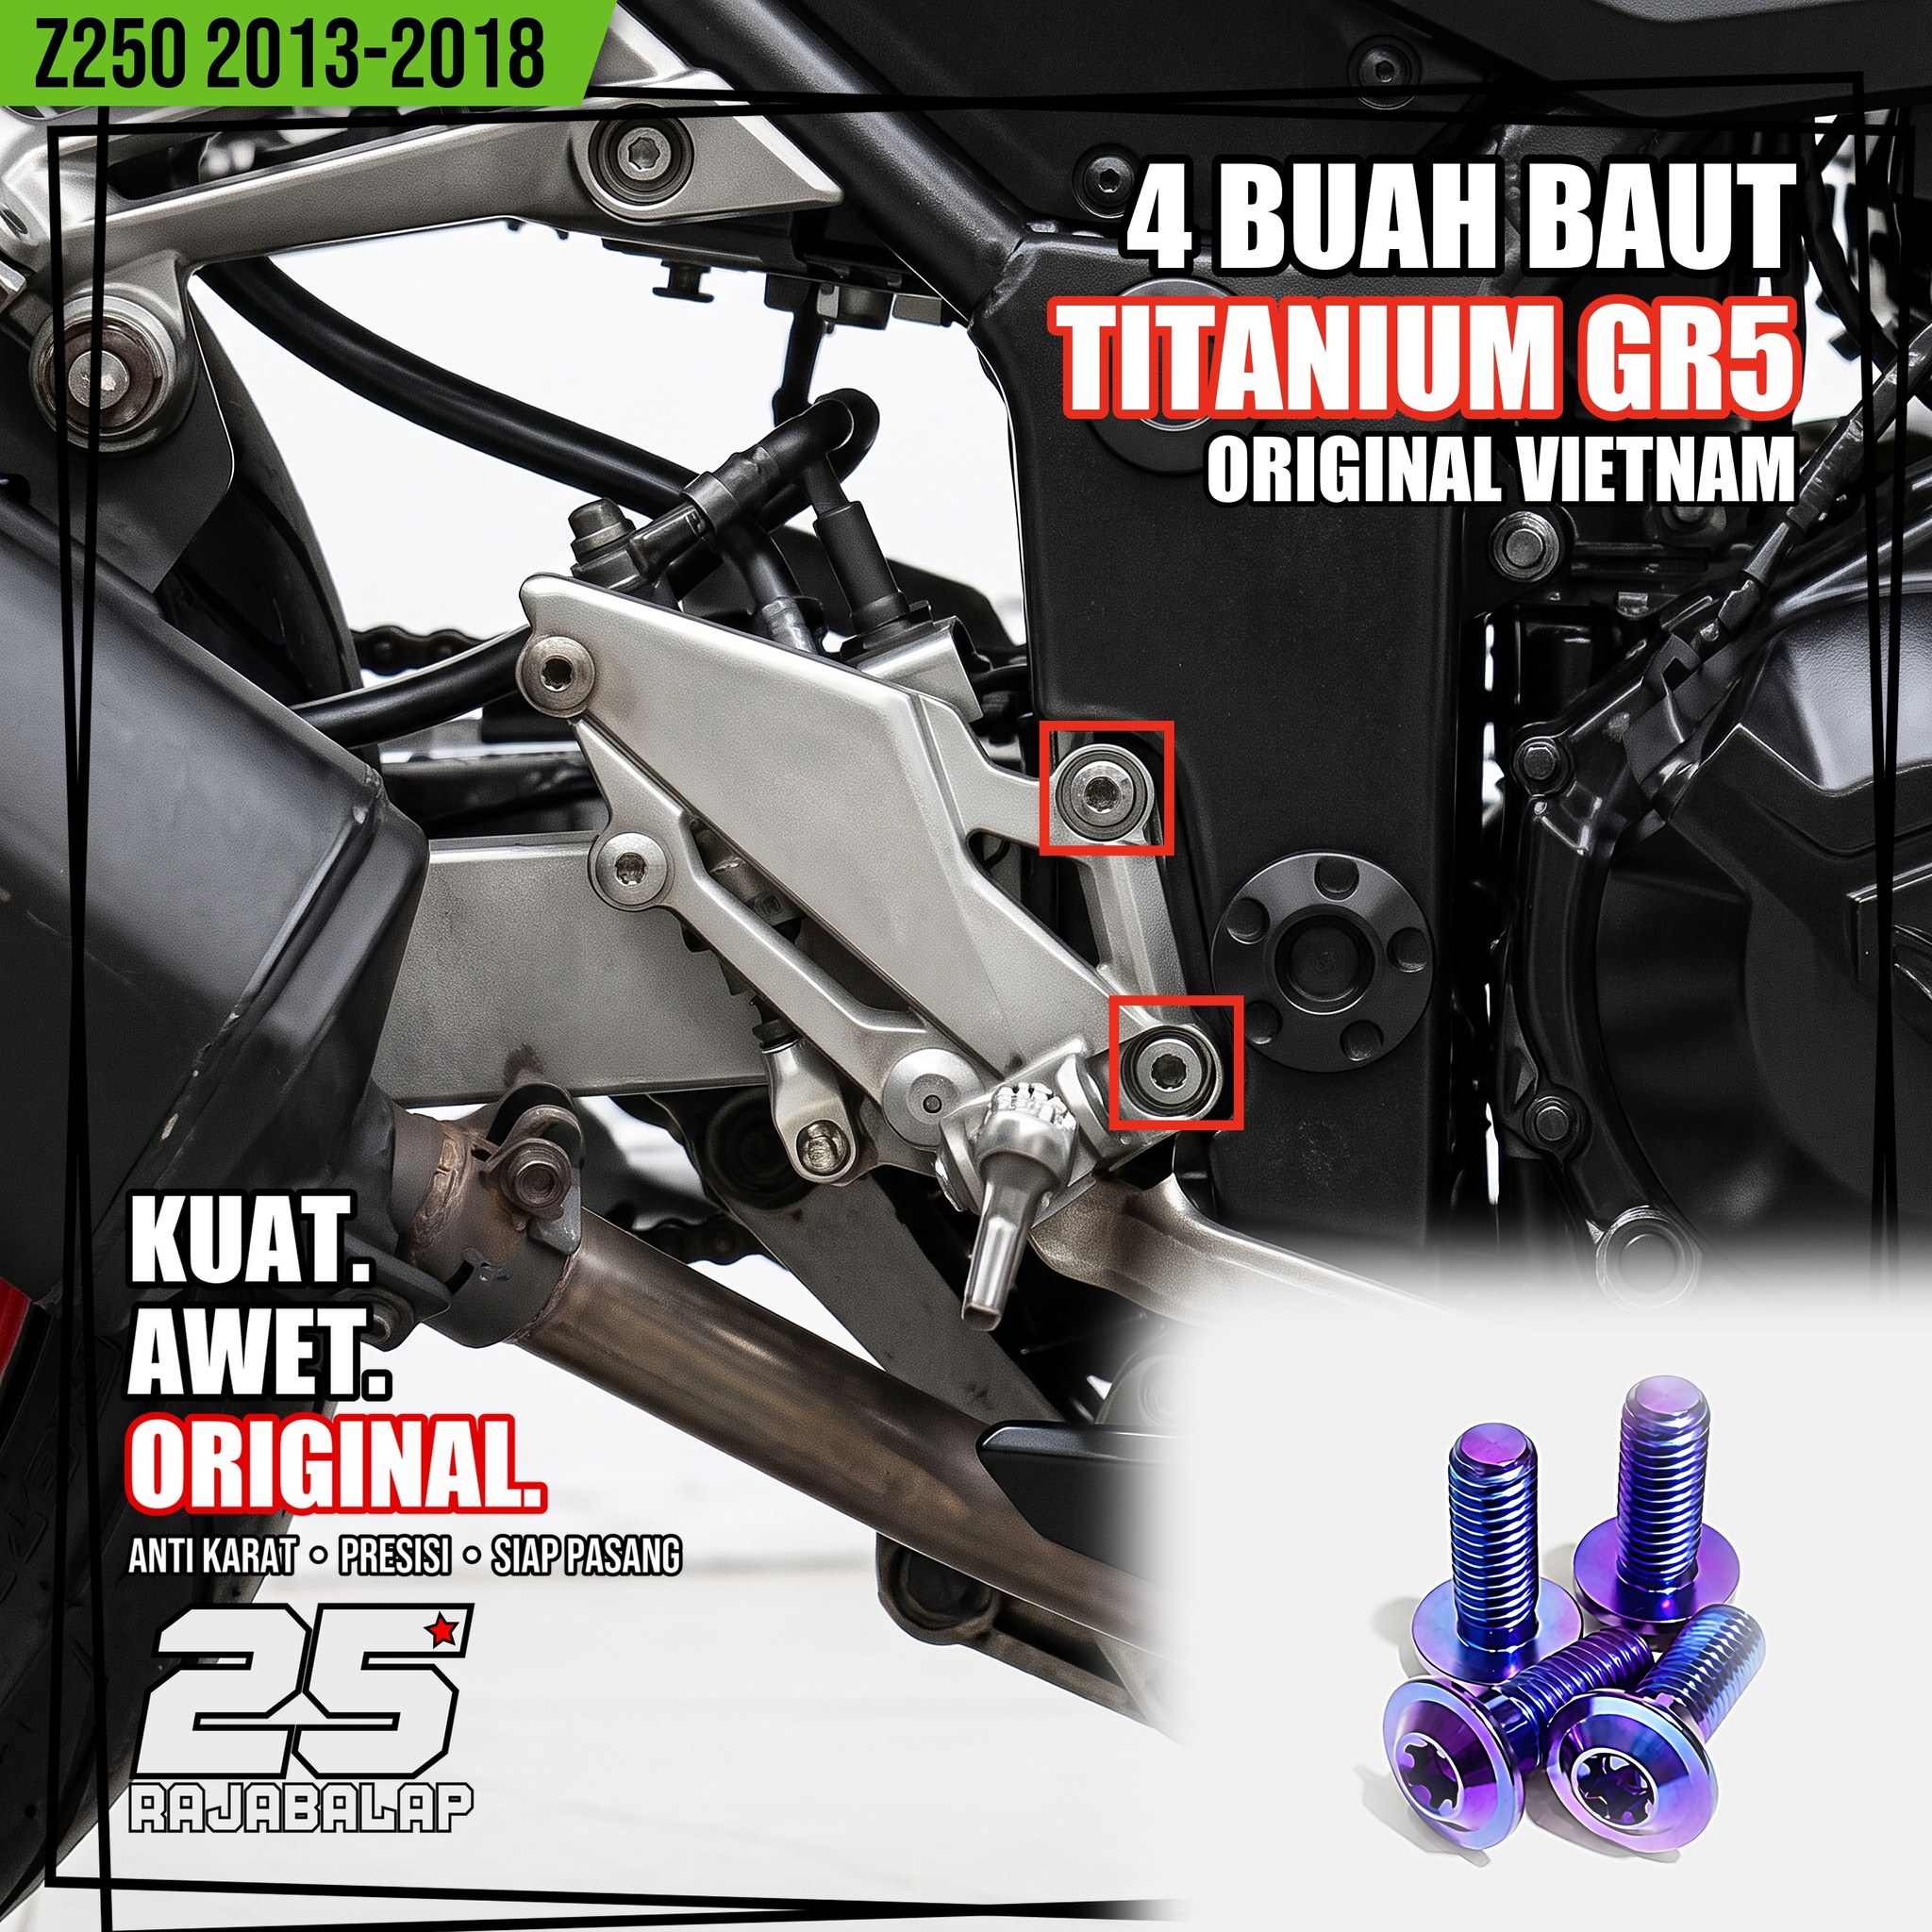 Z250 2013-2018
4 BUAH BAUT
TITANIUM GR5
ORIGINAL VIETNAM
KUAT.
AWET.
ORIGINAL.
ANTI KARAT • PRESISI • SIAP PASANG
25
RAJABALAP